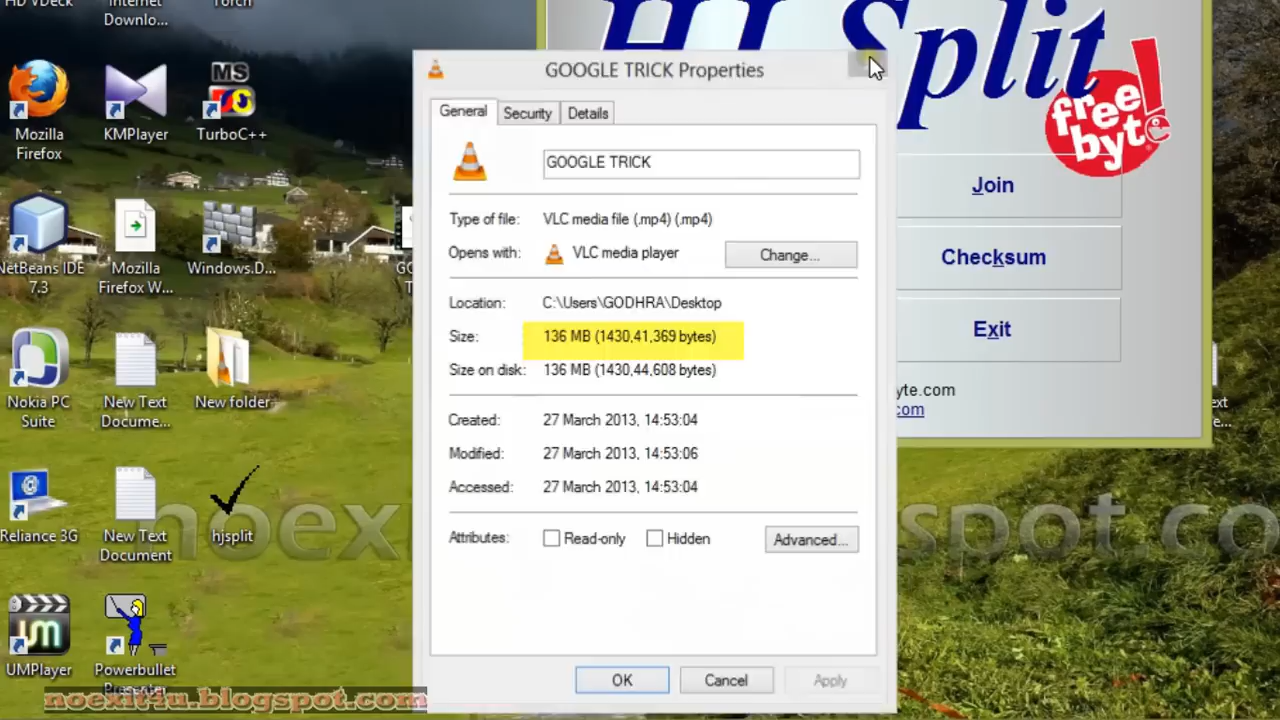 HD VDeck
Internet
Downlo...
Torch
Mozilla
Firefox
KMPlayer
MS
TurboC++
NetBeans IDE
7.3
Mozilla
Firefox W...
Windows.D...
Nokia PC
Suite
New Text
Docume...
New folder
Reliance 3G
New Text
Document
hjsplit
UMPlayer
Powerbullet
Presenter
noexit4u.blogspot.com
HJ Split
free
byte
!
Join
Checksum
Exit
yte.com
.com
GOOGLE TRICK Properties
General
Security
Details
GOOGLE TRICK
Type of file: VLC media file (.mp4) (.mp4)
Opens with: VLC media player
Change...
Location: C:\Users\GODHRA\Desktop
Size: 136 MB (1430,41,369 bytes)
Size on disk: 136 MB (1430,44,608 bytes)
Created: 27 March 2013, 14:53:04
Modified: 27 March 2013, 14:53:06
Accessed: 27 March 2013, 14:53:04
Attributes: Read-only Hidden
Advanced...
OK
Cancel
Apply
noex
spot.co